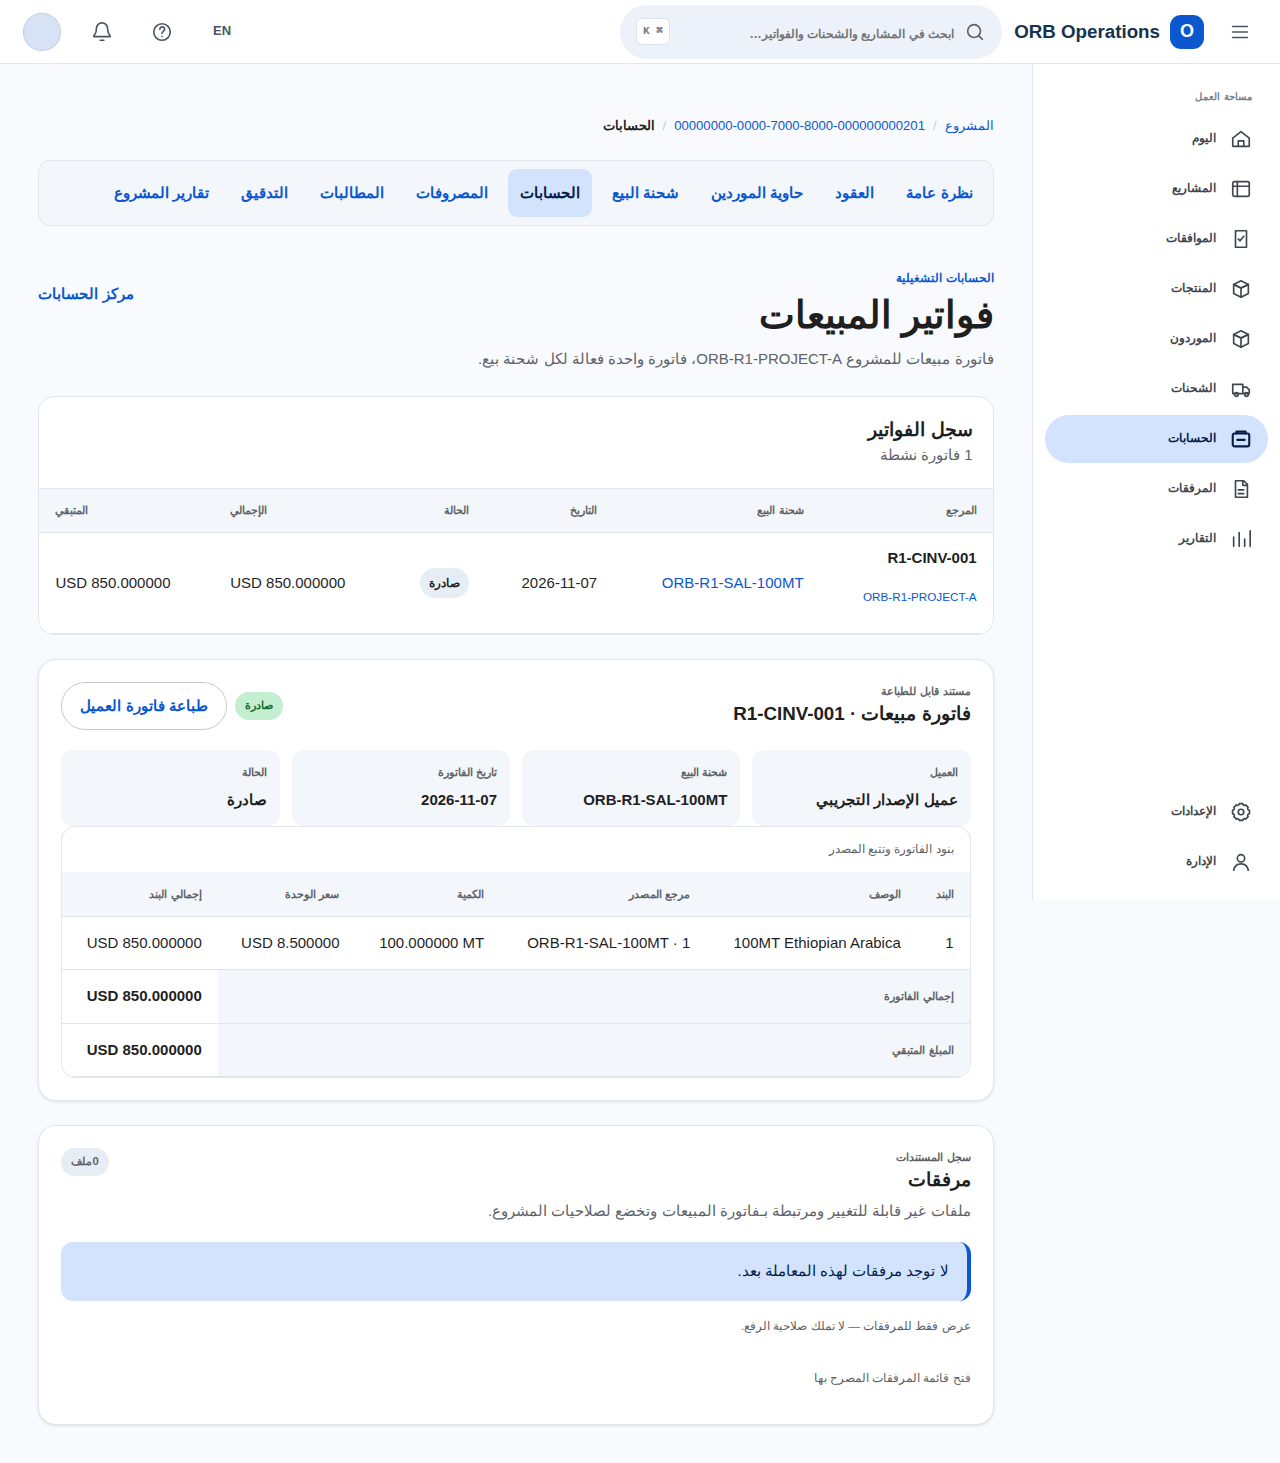 ORB Operations
O
ابحث في المشاريع والشحنات والفواتير...
⌘ K
EN
مساحة العمل
اليوم
المشاريع
الموافقات
المنتجات
الموردون
الشحنات
الحسابات
المرفقات
التقارير
الإعدادات
الإدارة
المشروع / 00000000-0000-7000-8000-000000000201 / الحسابات
نظرة عامة
العقود
حاوية الموردين
شحنة البيع
الحسابات
المصروفات
المطالبات
التدقيق
تقارير المشروع
الحسابات التشغيلية
فواتير المبيعات
فاتورة مبيعات للمشروع ORB-R1-PROJECT-A، فاتورة واحدة فعالة لكل شحنة بيع.
مركز الحسابات
سجل الفواتير
1 فاتورة نشطة
المرجع شحنة البيع التاريخ الحالة الإجمالي المتبقي
R1-CINV-001
ORB-R1-PROJECT-A
ORB-R1-SAL-100MT
2026-11-07
صادرة
USD 850.000000
USD 850.000000
مستند قابل للطباعة
فاتورة مبيعات · R1-CINV-001
صادرة
طباعة فاتورة العميل
العميل
عميل الإصدار التجريبي
شحنة البيع
ORB-R1-SAL-100MT
تاريخ الفاتورة
2026-11-07
الحالة
صادرة
بنود الفاتورة وتتبع المصدر
البند الوصف مرجع المصدر الكمية سعر الوحدة إجمالي البند
1
100MT Ethiopian Arabica
ORB-R1-SAL-100MT · 1
100.000000 MT
USD 8.500000
USD 850.000000
إجمالي الفاتورة
USD 850.000000
المبلغ المتبقي
USD 850.000000
سجل المستندات
مرفقات
0ملف
ملفات غير قابلة للتغيير ومرتبطة بـفاتورة المبيعات وتخضع لصلاحيات المشروع.
لا توجد مرفقات لهذه المعاملة بعد.
عرض فقط للمرفقات — لا تملك صلاحية الرفع.
فتح قائمة المرفقات المصرح بها